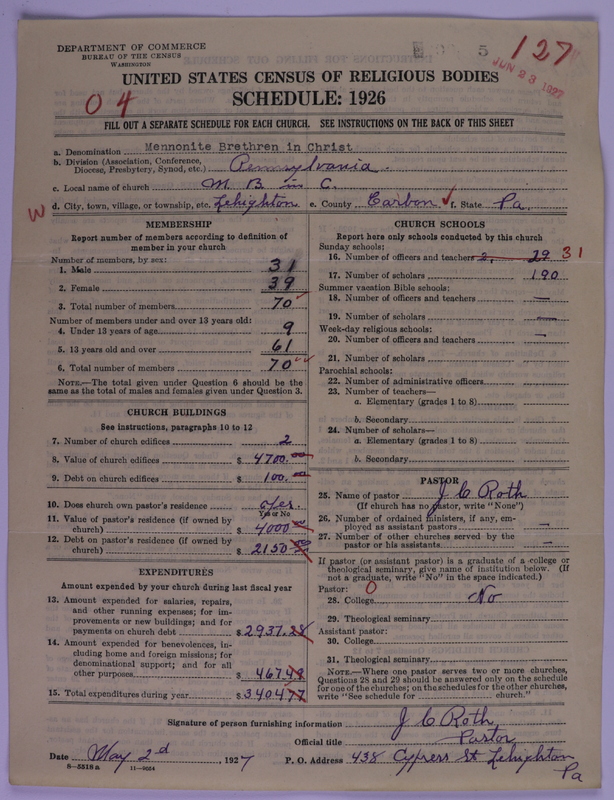 DEPARTMENT OF COMMERCE
BUREAU OF THE CENSUS
WASHINGTON
5
127
JUN 23 1927
UNITED STATES CENSUS OF RELIGIOUS BODIES
SCHEDULE: 1926
04
FILL OUT A SEPARATE SCHEDULE FOR EACH CHURCH. SEE INSTRUCTIONS ON THE BACK OF THIS SHEET
a. Denomination Mennonite Brethren in Christ
b. Division (Association, Conference, Diocese, Presbytery, Synod, etc.) Pennsylvania.
c. Local name of church M. B. in C.
W
d. City, town, village, or township, etc. Lehighton e. County Carbon f. State Pa.
MEMBERSHIP
Report number of members according to definition of
member in your church
Number of members, by sex:
1. Male 31
2. Female 39
3. Total number of members 70
Number of members under and over 13 years old:
4. Under 13 years of age 9
5. 13 years old and over 61
6. Total number of members 70
NOTE.—The total given under Question 6 should be
same as the total of males and females given under Question 3.
CHURCH BUILDINGS
See instructions, paragraphs 10 to 12
7. Number of church edifices 2
8. Value of church edifices $ 4700.00
9. Debt on church edifices $ 100.00
10. Does church own pastor's residence? Yes.
Yes or No
11. Value of pastor's residence (if owned by
church) $ 4000.00
12. Debt on pastor's residence (if owned by
church) $ 2150.00
EXPENDITURES
Amount expended by your church during last fiscal year
13. Amount expended for salaries, repairs,
and other running expenses; for im-
provements or new buildings; and for
payments on church debt $ 2937.28
14. Amount expended for benevolences, in-
cluding home and foreign missions; for
denominational support; and for all
other purposes $ 467.49
15. Total expenditures during year $ 3404.77
CHURCH SCHOOLS
Report here only schools conducted by this church
Sunday schools:
16. Number of officers and teachers 2, 29 31
17. Number of scholars 190
Summer vacation Bible schools:
18. Number of officers and teachers —
19. Number of scholars —
Week-day religious schools:
20. Number of officers and teachers —
21. Number of scholars
Parochial schools:
22. Number of administrative officers
23. Number of teachers—
a. Elementary (grades 1 to 8)
b. Secondary
24. Number of scholars—
a. Elementary (grades 1 to 8)
b. Secondary
PASTOR
25. Name of pastor J C Roth
(If church has no pastor, write "None")
26. Number of ordained ministers, if any, em-
ployed as assistant pastors —
27. Number of other churches served by the
pastor or his assistants —
If pastor (or assistant pastor) is a graduate of a college or
theological seminary, give name of institution below. (If
not a graduate, write "No" in the space indicated.)
Pastor: 0
28. College No
29. Theological seminary
Assistant pastor:
30. College
31. Theological seminary
NOTE.—Where one pastor serves two or more churches,
Questions 28 and 29 should be answered only on the schedule
for one of the churches; on the schedules for the other churches,
write "See schedule for church."
Signature of person furnishing information J C Roth
Official title Pastor
Date May 2d, 1927 P. O. Address 438 Cypress St Lehighton
Pa
8—5518a 11—9054